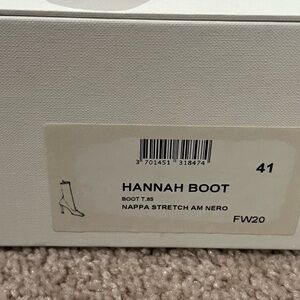 3 701451 318474
41
HANNAH BOOT
BOOT T.85
NAPPA STRETCH AM NERO
FW20